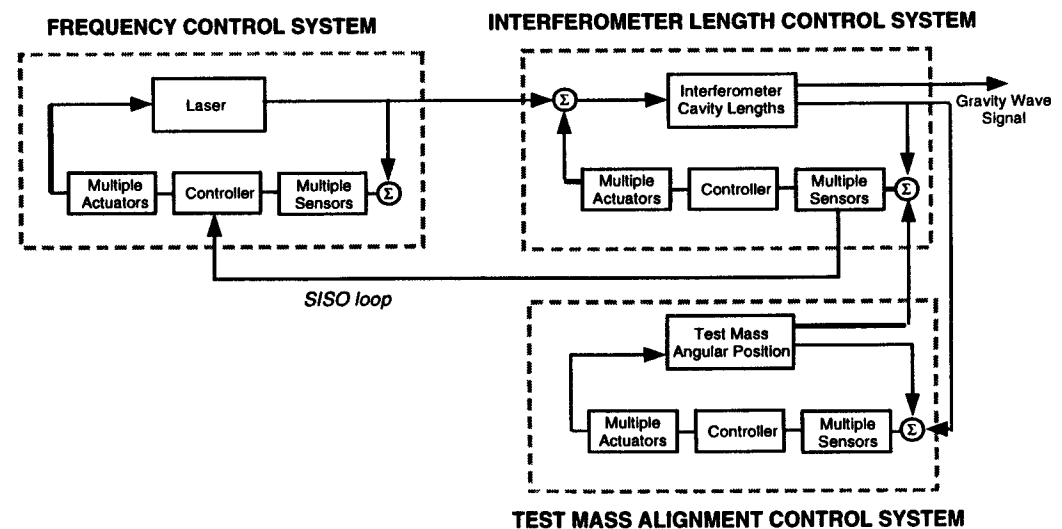 FREQUENCY CONTROL SYSTEM
Laser
Multiple
Actuators
Controller
Multiple
Sensors
Σ
SISO loop
INTERFEROMETER LENGTH CONTROL SYSTEM
Σ
Interferometer
Cavity Lengths
Gravity Wave
Signal
Multiple
Actuators
Controller
Multiple
Sensors
Σ
Test Mass
Angular Position
Multiple
Actuators
Controller
Multiple
Sensors
Σ
TEST MASS ALIGNMENT CONTROL SYSTEM